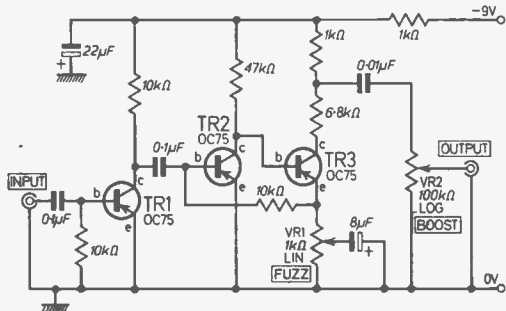 -9V
1kΩ
1kΩ
22μF
+
10kΩ
47kΩ
0·01μF
0·1μF
TR2
OC75
6·8kΩ
c
c
c
b
b
TR3
OC75
OUTPUT
INPUT
b
TR1
OC75
e
e
e
10kΩ
VR2
100kΩ
LOG
BOOST
0·1μF
10kΩ
VR1
1kΩ
LIN
FUZZ
8μF
+
0V